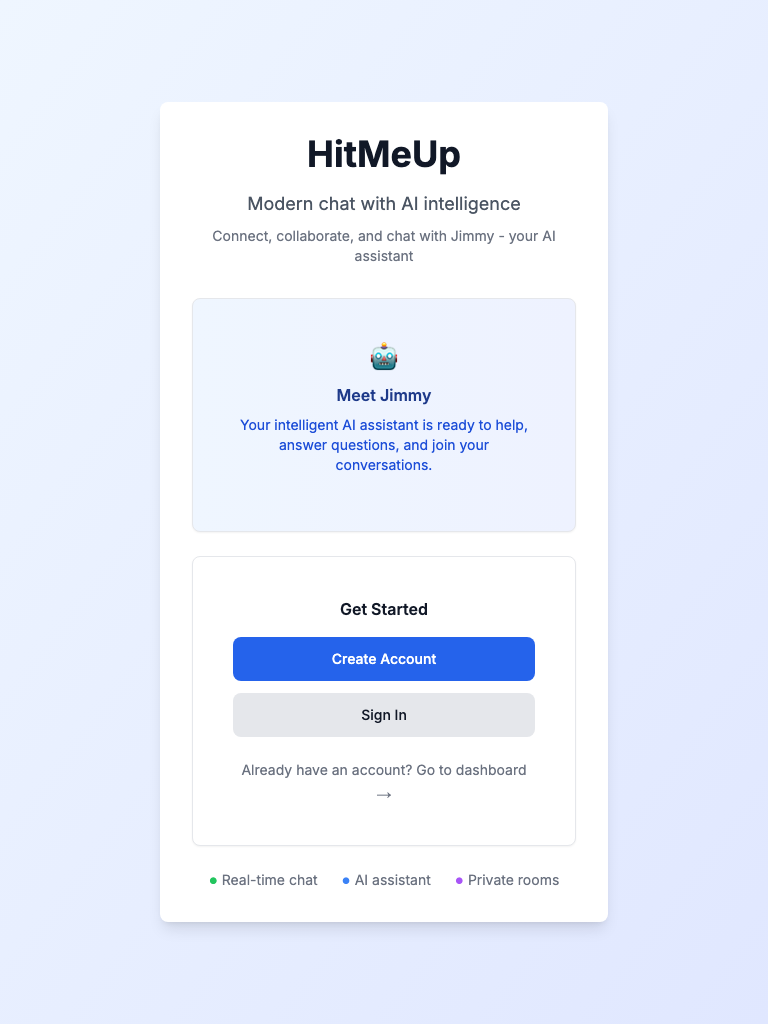 HitMeUp
Modern chat with AI intelligence
Connect, collaborate, and chat with Jimmy - your AI
assistant
Meet Jimmy
Your intelligent AI assistant is ready to help,
answer questions, and join your
conversations.
Get Started
Create Account
Sign In
Already have an account? Go to dashboard
→
Real-time chat
AI assistant
Private rooms